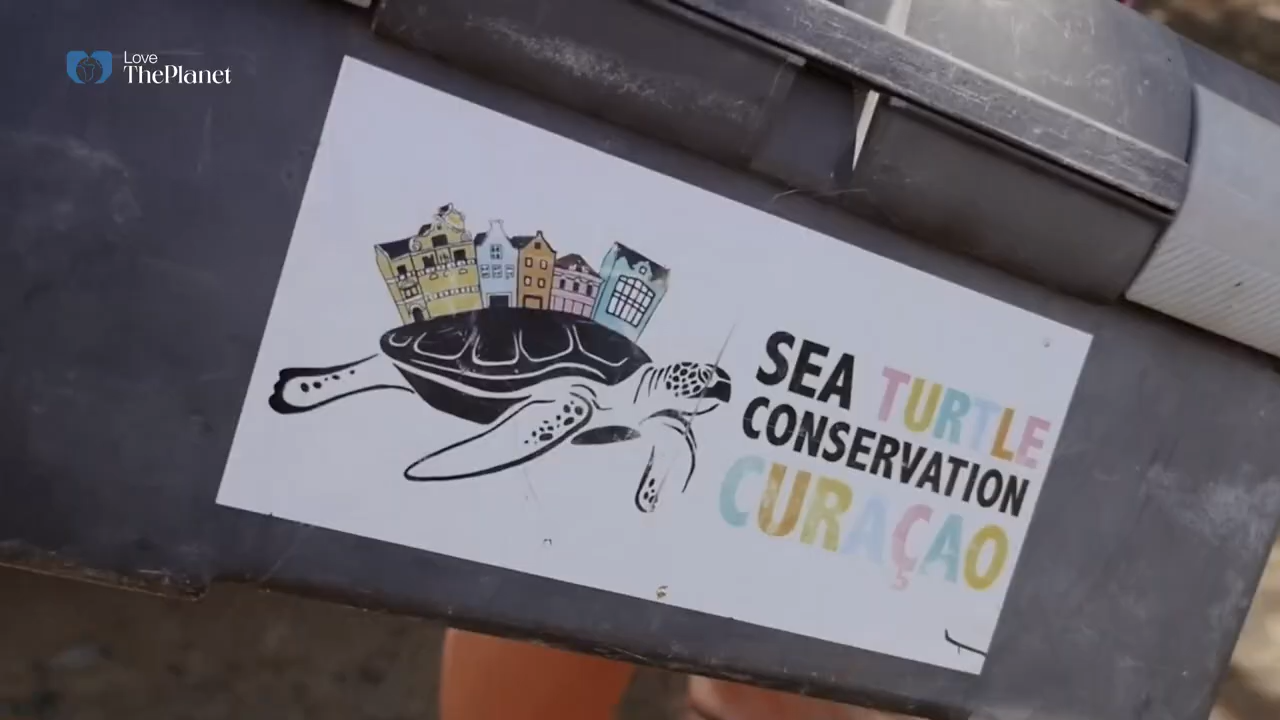 Love
ThePlanet
SEA TURTLE
CONSERVATION
CURAÇAO